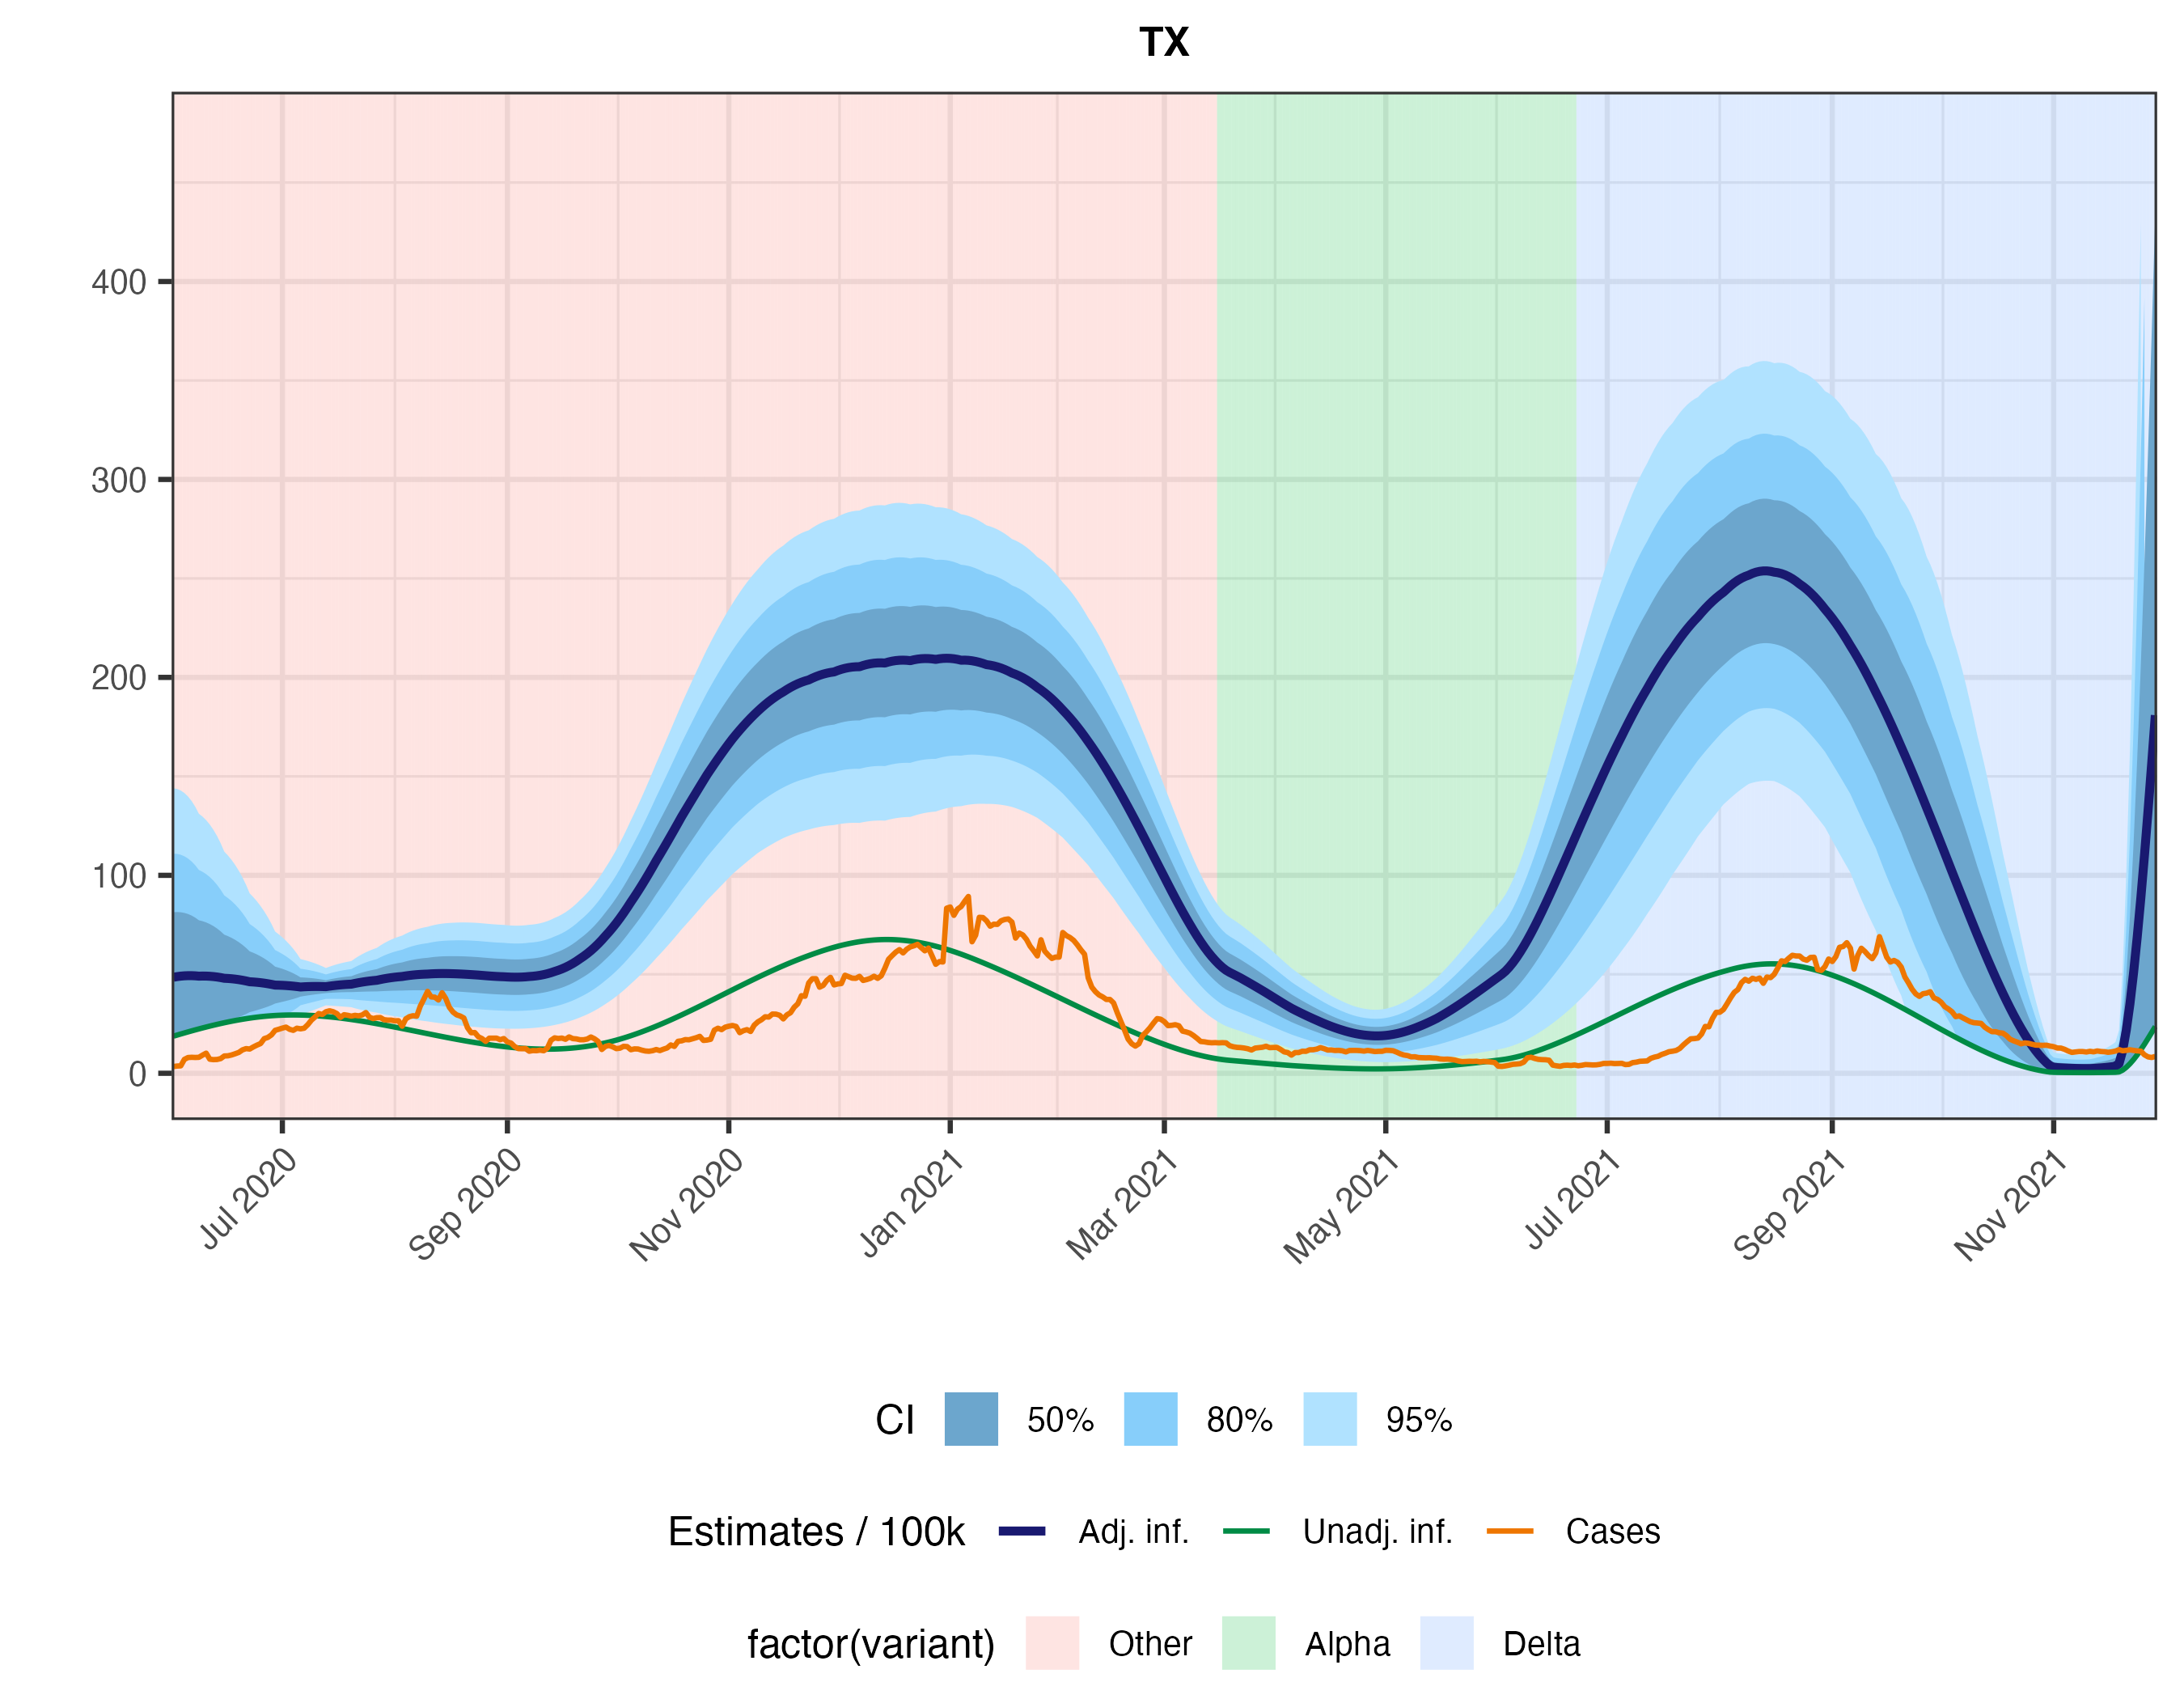 TX
400
300
200
100
0
Jul 2020
Sep 2020
Nov 2020
Jan 2021
Mar 2021
May 2021
Jul 2021
Sep 2021
Nov 2021
CI 50% 80% 95%
Estimates / 100k Adj. inf. Unadj. inf. Cases
factor(variant) Other Alpha Delta